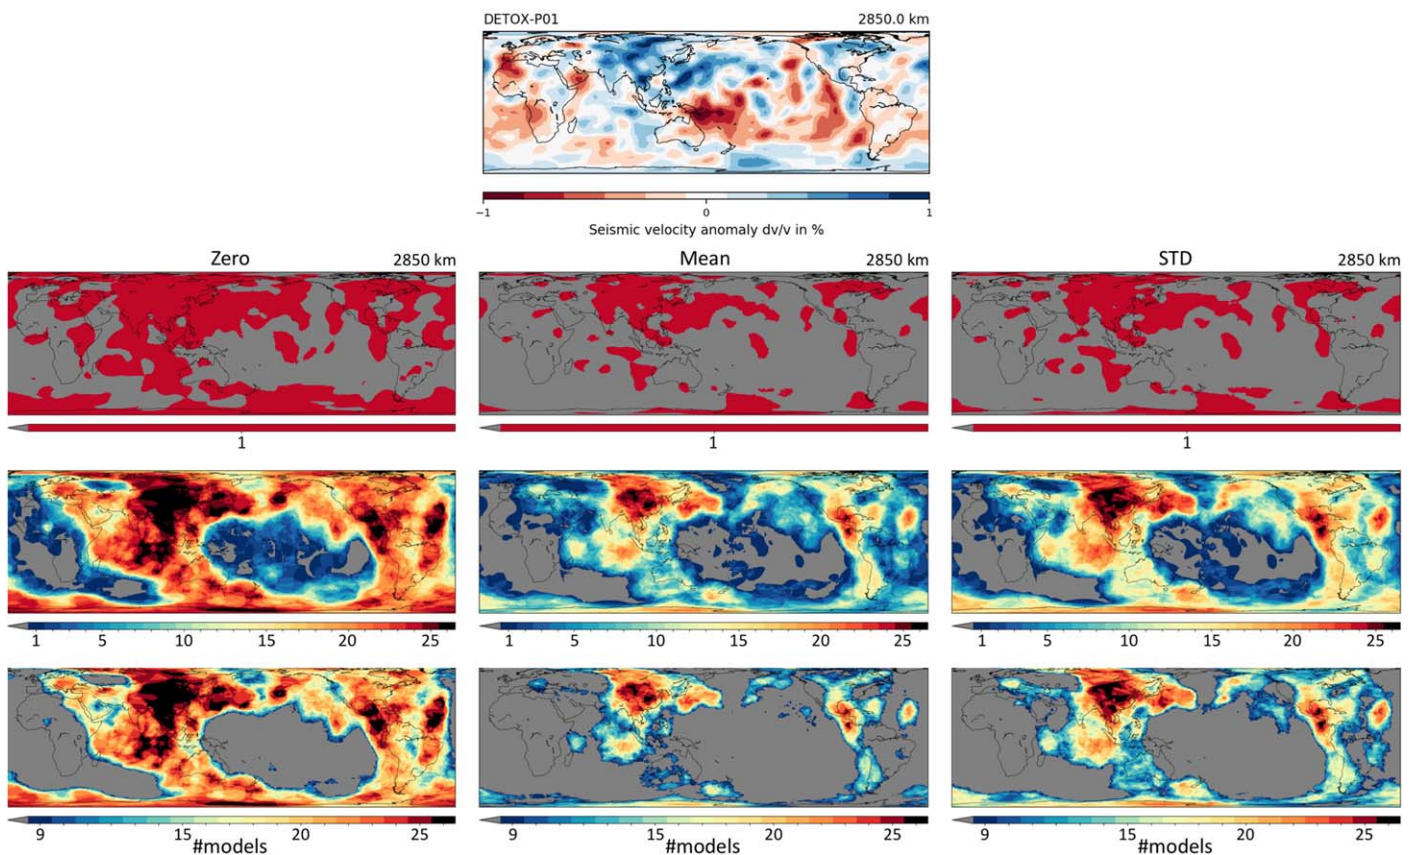 DETOX-P01 2850.0 km
−1 0 1
Seismic velocity anomaly dv/v in %
Zero 2850 km Mean 2850 km STD 2850 km
1 1 1
1 5 10 15 20 25 1 5 10 15 20 25 1 5 10 15 20 25
9 15 20 25 9 15 20 25 9 15 20 25
#models #models #models